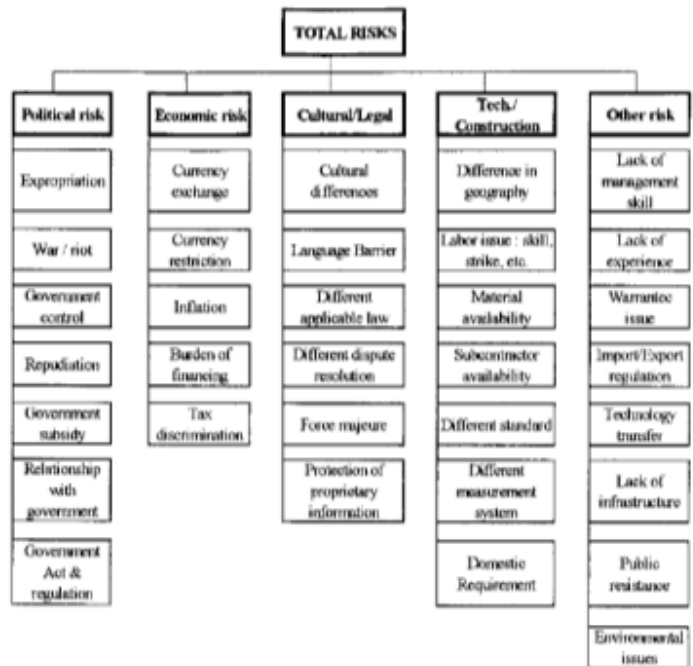 TOTAL RISKS
Political risk
Expropriation
War / riot
Government
control
Repudiation
Government
subsidy
Relationship
with
government
Government
Act &
regulation
Economic risk
Currency
exchange
Currency
restriction
Inflation
Burden of
financing
Tax
discrimination
Cultural/Legal
Cultural
differences
Language Barrier
Different
applicable law
Different dispute
resolution
Force majeure
Protection of
proprietary
information
Tech./
Construction
Difference in
geography
Labor issue : skill,
strike, etc.
Material
availability
Subcontractor
availability
Different standard
Different
measurement
system
Domestic
Requirement
Other risk
Lack of
management
skill
Lack of
experience
Warrantee
issue
Import/Export
regulation
Technology
transfer
Lack of
infrastructure
Public
resistance
Environmental
issues